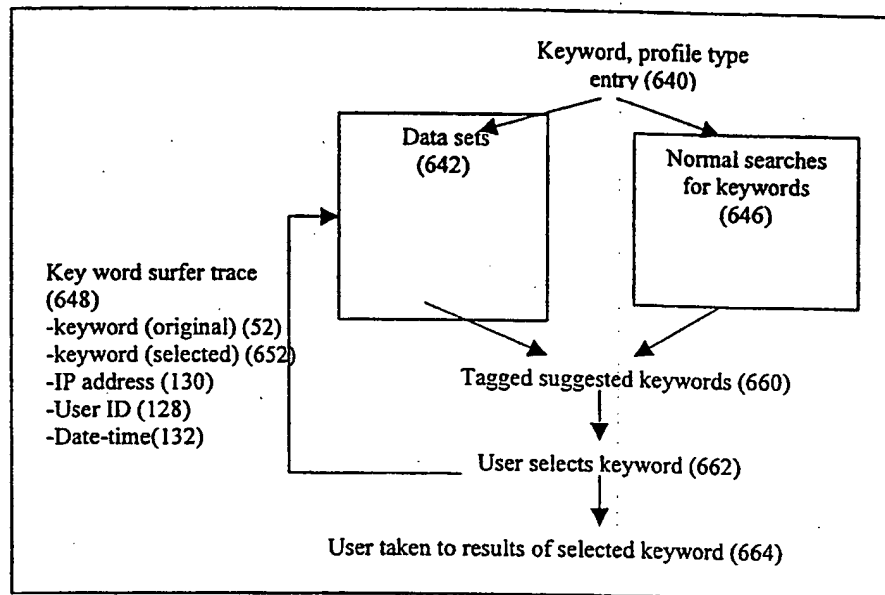 Keyword, profile type
entry (640)
Data sets
(642)
Normal searches
for keywords
(646)
Key word surfer trace
(648)
-keyword (original) (52)
-keyword (selected) (652)
-IP address (130)
-User ID (128)
-Date-time(132)
Tagged suggested keywords (660)
User selects keyword (662)
User taken to results of selected keyword (664)